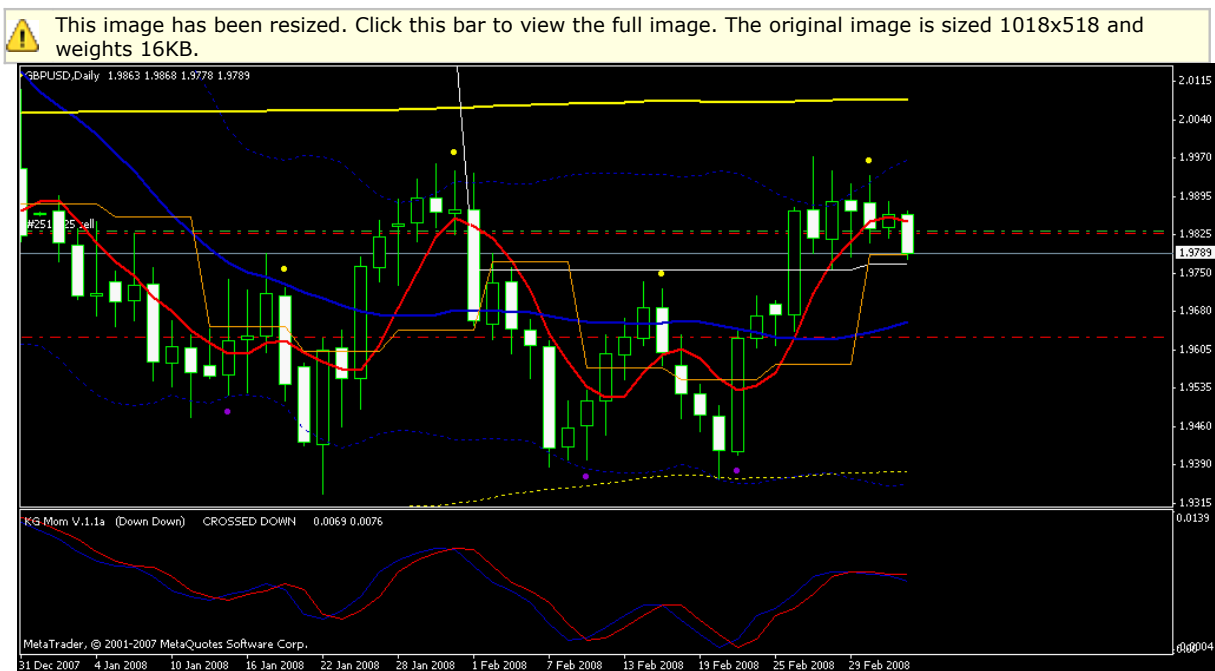 This image has been resized. Click this bar to view the full image. The original image is sized 1018x518 and
weights 16KB.
GBPUSD,Daily 1.9863 1.9868 1.9778 1.9789
2.0115
2.0040
1.9970
1.9895
1.9825
1.9789
1.9750
1.9680
1.9605
1.9535
1.9460
1.9390
1.9315
sell
KG Mom V.1.1a (Down Down) CROSSED DOWN 0.0069 0.0076
0.0139
MetaTrader, © 2001-2007 MetaQuotes Software Corp.
31 Dec 2007 4 Jan 2008 10 Jan 2008 16 Jan 2008 22 Jan 2008 28 Jan 2008 1 Feb 2008 7 Feb 2008 13 Feb 2008 19 Feb 2008 25 Feb 2008 29 Feb 2008